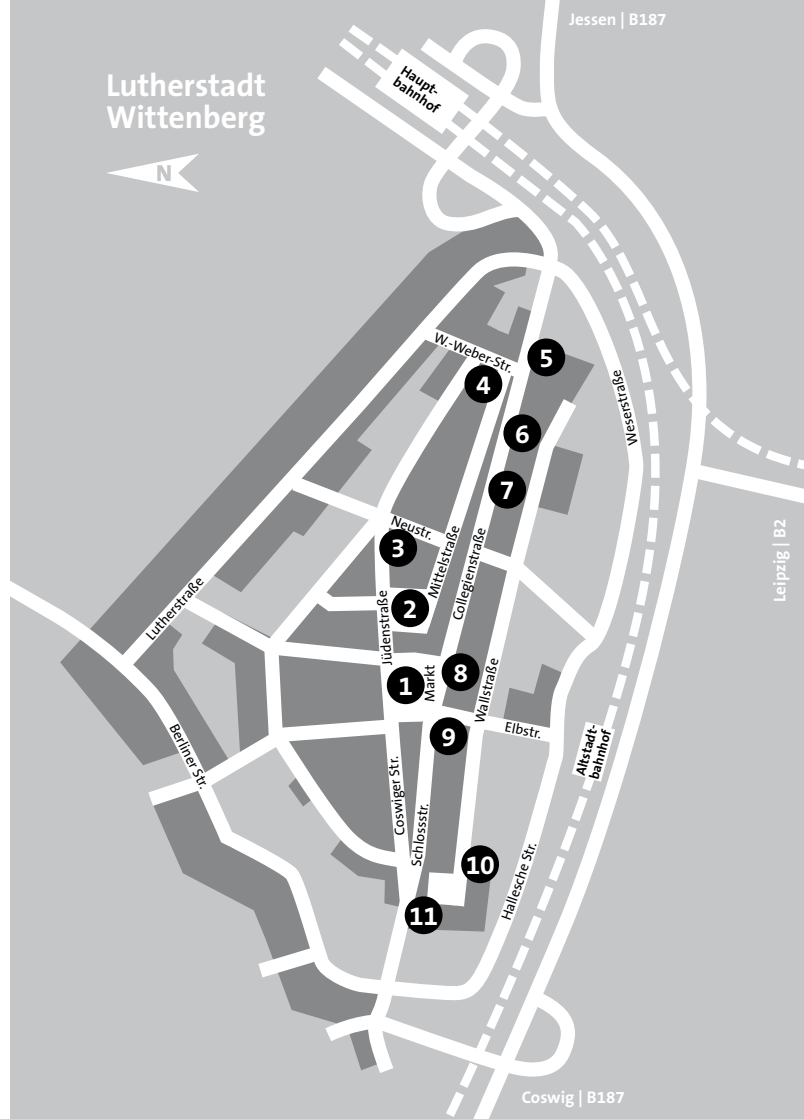 Jessen | B187
Haupt-
bahnhof
Lutherstadt
Wittenberg
N
W.-Weber-Str.
5
4
Weserstraße
6
7
Neustr.
3
Mittelstraße
Collegienstraße
Leipzig | B2
Lutherstraße
2
Jüdenstraße
8
1
Markt
Wallstraße
Elbstr.
9
Berliner Str.
Altstadt-
bahnhof
Coswiger Str.
Schlossstr.
10
Hallesche Str.
11
Coswig | B187